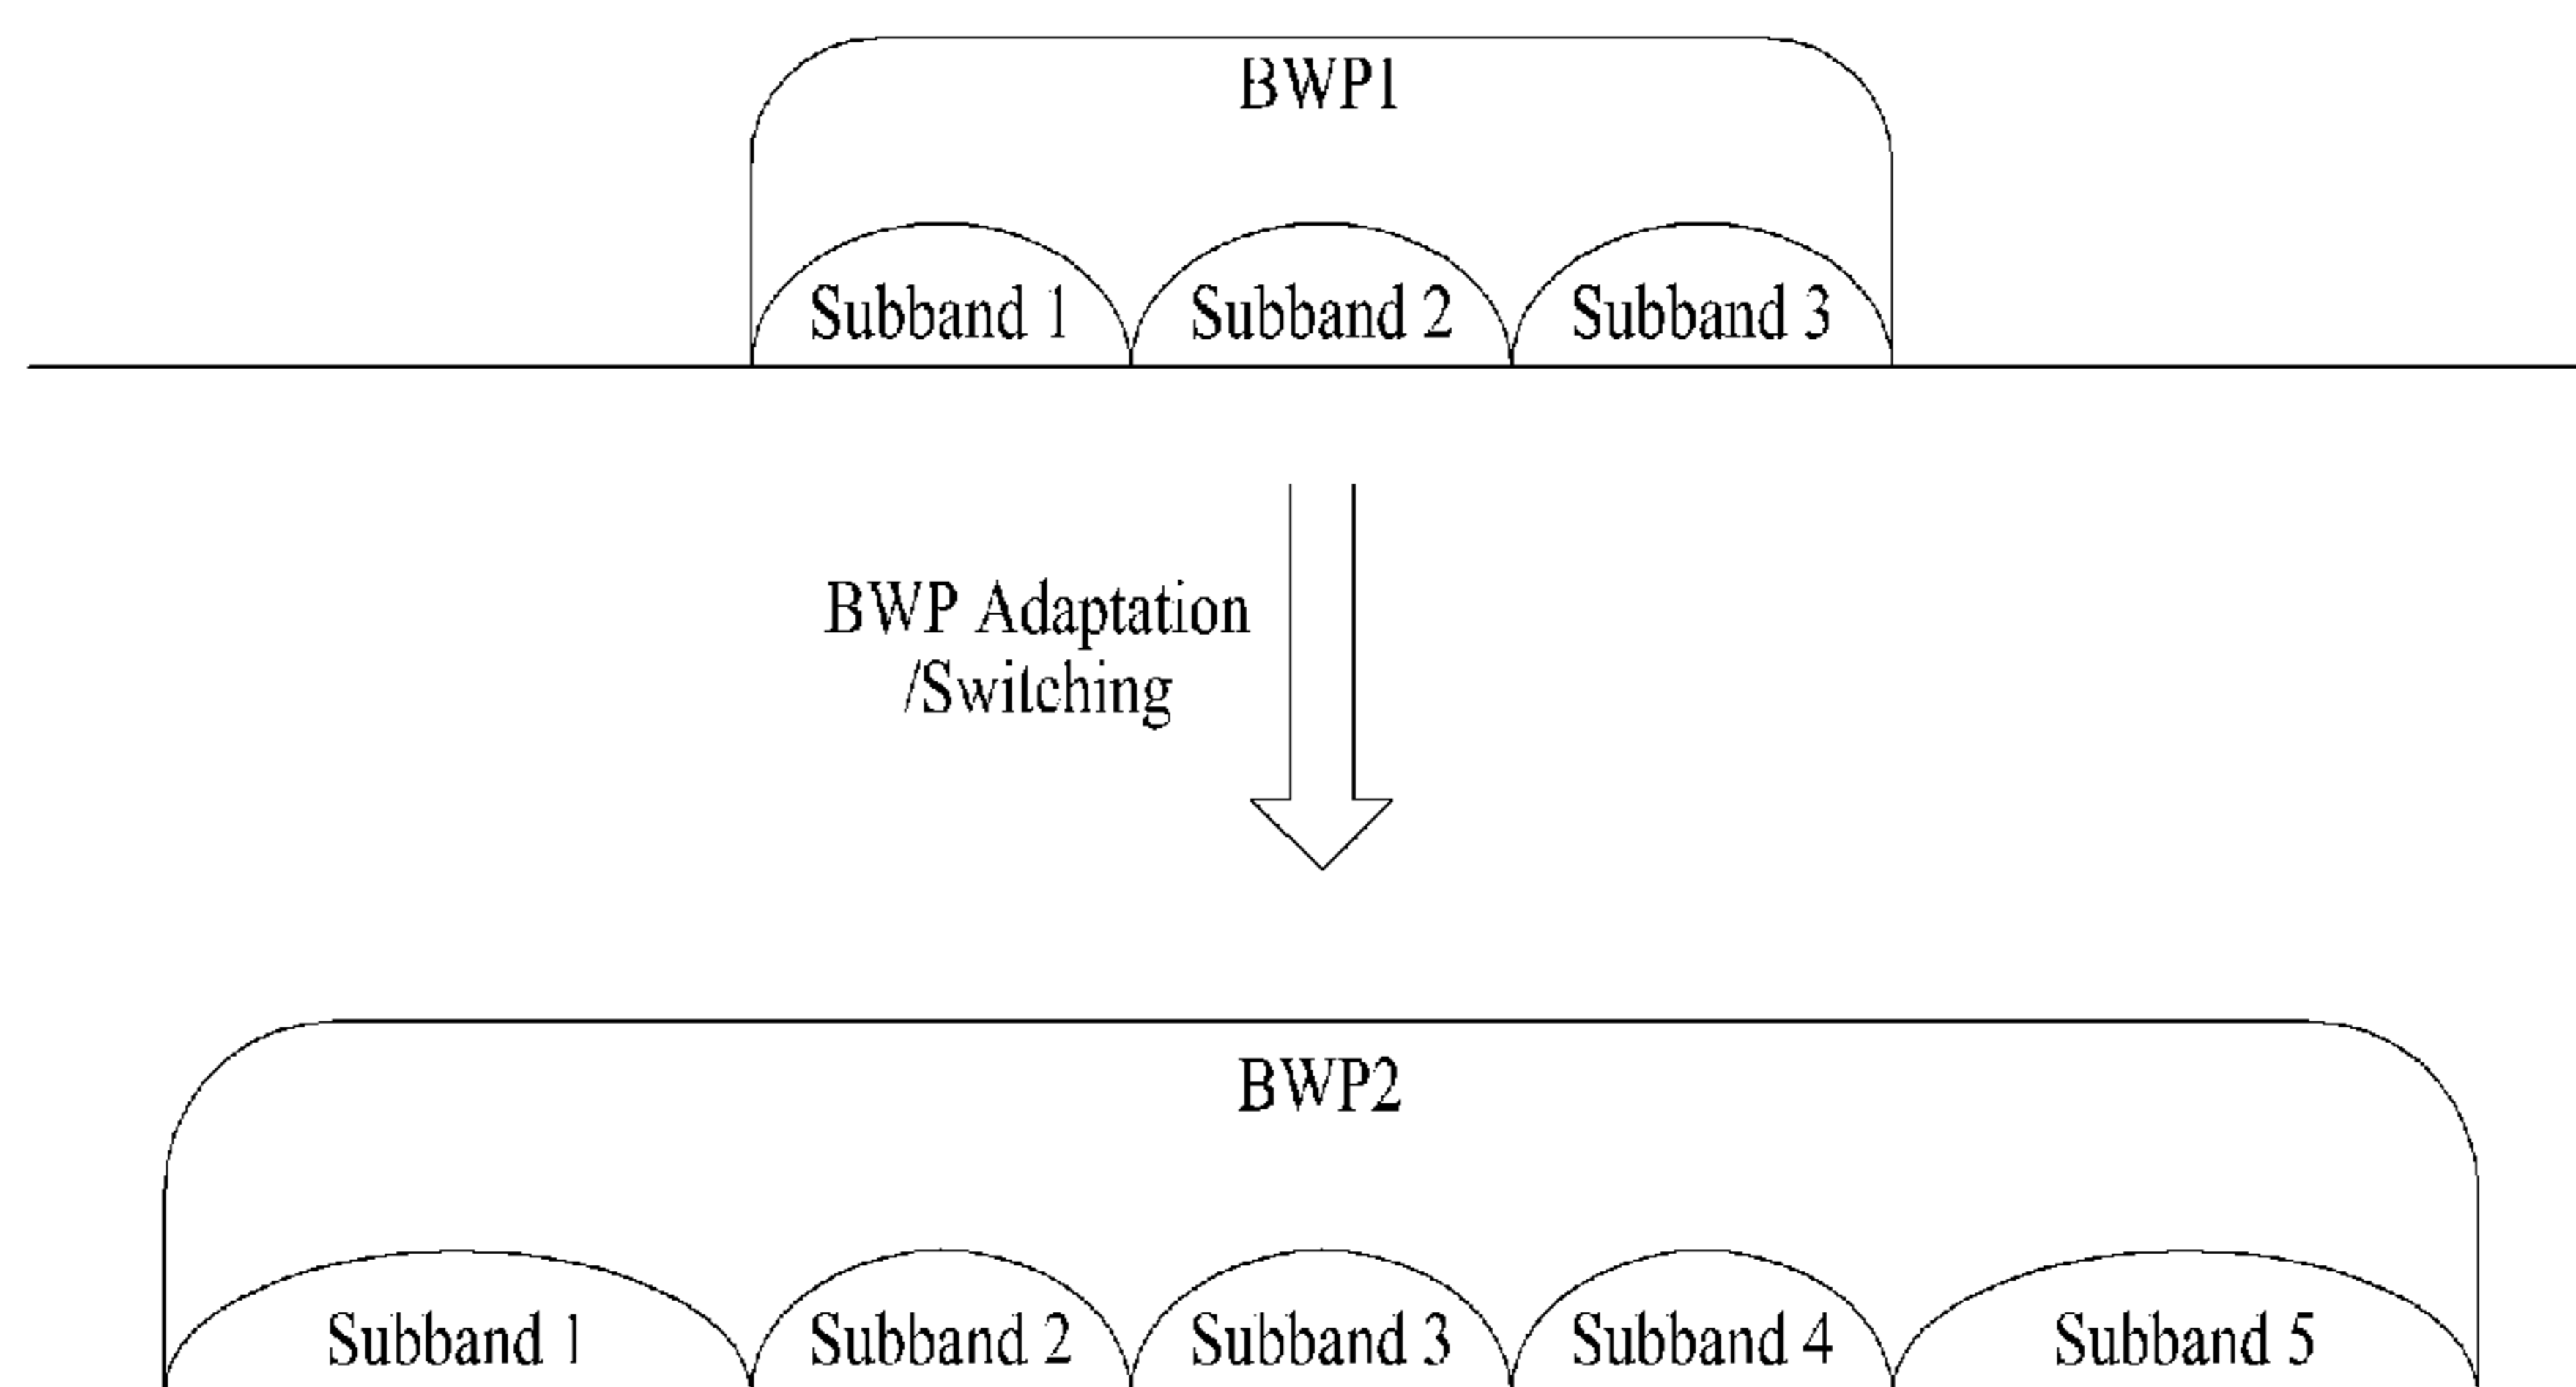 BWP1
Subband 1 Subband 2 Subband 3
BWP Adaptation
/Switching
BWP2
Subband 1 Subband 2 Subband 3 Subband 4 Subband 5